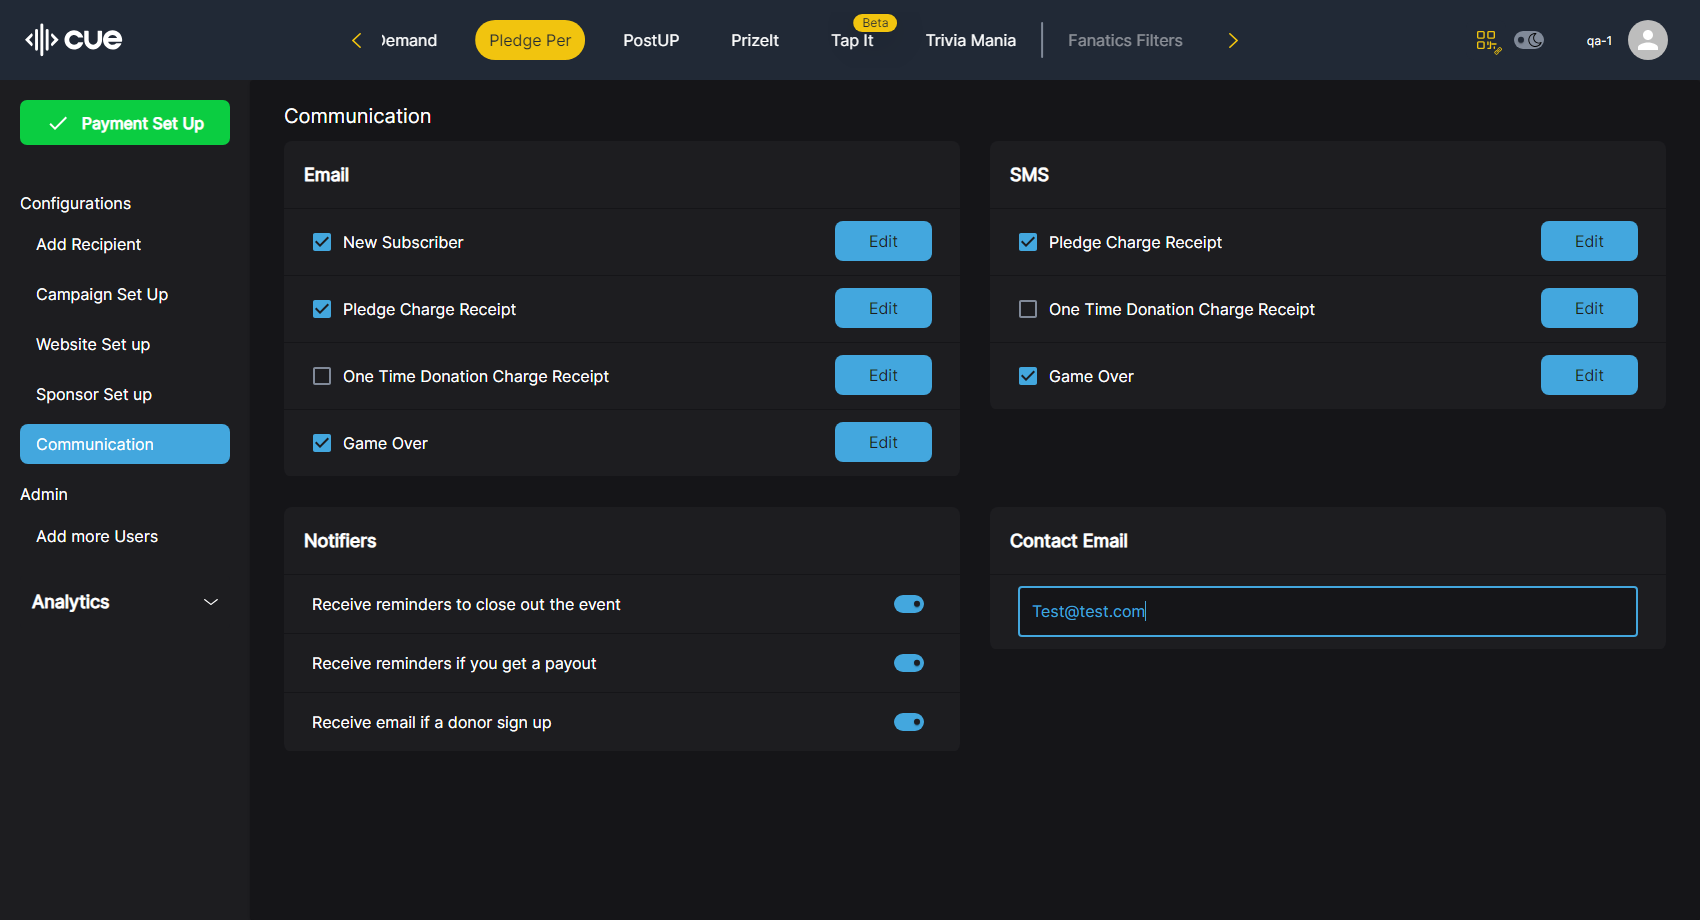 cue
Demand
Pledge Per
PostUP
PrizeIt
Tap It
Beta
Trivia Mania
Fanatics Filters
qa-1
Payment Set Up
Configurations
Add Recipient
Campaign Set Up
Website Set up
Sponsor Set up
Communication
Admin
Add more Users
Analytics
Communication
Email
New Subscriber
Edit
Pledge Charge Receipt
Edit
One Time Donation Charge Receipt
Edit
Game Over
Edit
SMS
Pledge Charge Receipt
Edit
One Time Donation Charge Receipt
Edit
Game Over
Edit
Notifiers
Receive reminders to close out the event
Receive reminders if you get a payout
Receive email if a donor sign up
Contact Email
Test@test.com